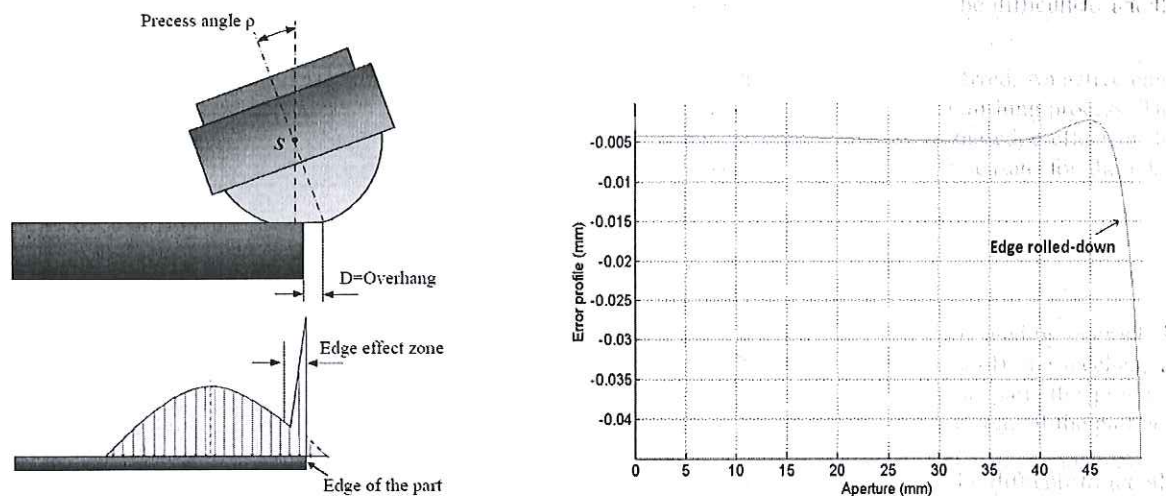 Precess angle ρ
S
D=Overhang
Edge effect zone
Edge of the part
-0.005
-0.01
-0.015
-0.02
-0.025
-0.03
-0.035
-0.04
Error profile (mm)
Edge rolled-down
0 5 10 15 20 25 30 35 40 45
Aperture (mm)